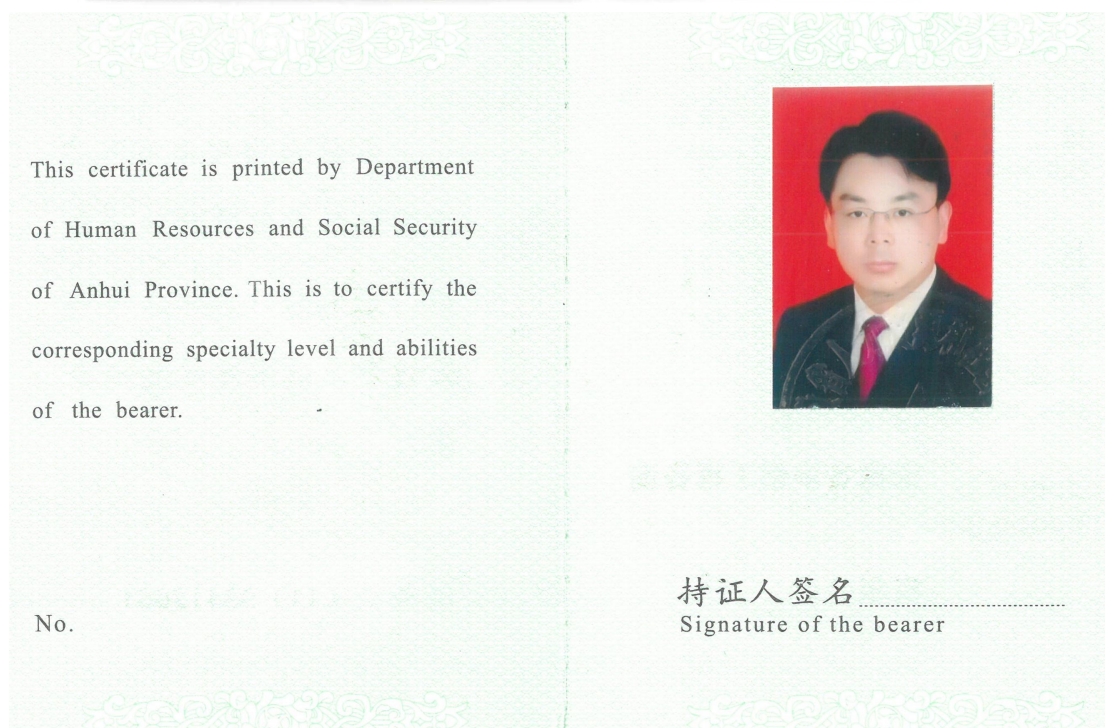 This certificate is printed by Department
of Human Resources and Social Security
of Anhui Province. This is to certify the
corresponding specialty level and abilities
of the bearer.
No.
持证人签名
Signature of the bearer